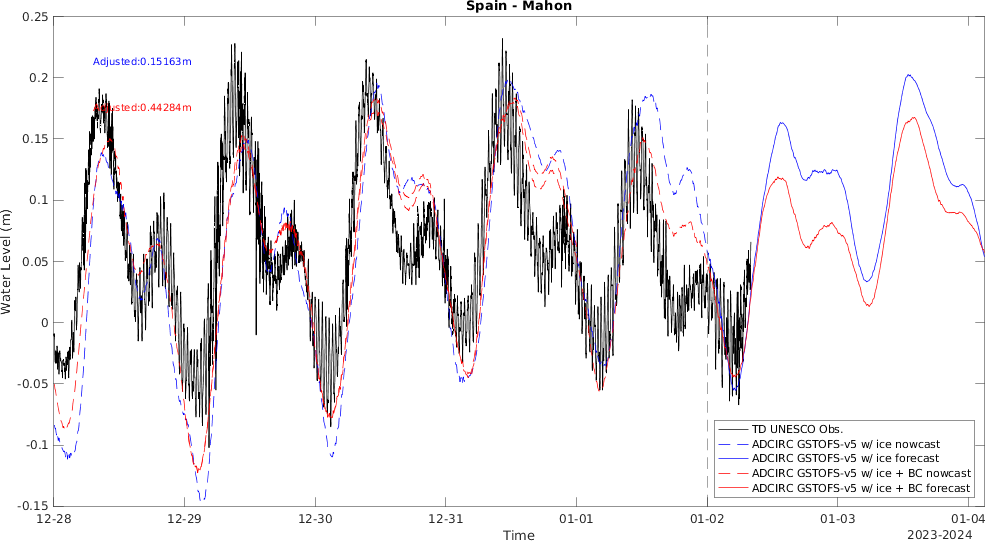 Spain - Mahon
0.25
0.2
0.15
0.1
0.05
0
-0.05
-0.1
-0.15
Water Level (m)
Adjusted:0.15163m
Adjusted:0.44284m
TD UNESCO Obs.
ADCIRC GSTOFS-v5 w/ ice nowcast
ADCIRC GSTOFS-v5 w/ ice forecast
ADCIRC GSTOFS-v5 w/ ice + BC nowcast
ADCIRC GSTOFS-v5 w/ ice + BC forecast
12-28 12-29 12-30 12-31 01-01 01-02 01-03 01-04
Time
2023-2024